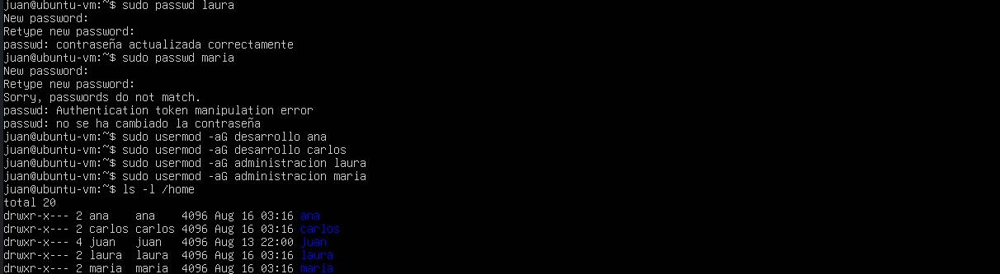 juan@ubuntu-vm:~$ sudo passwd laura
New password:
Retype new password:
passwd: contraseña actualizada correctamente
juan@ubuntu-vm:~$ sudo passwd maria
New password:
Retype new password:
Sorry, passwords do not match.
passwd: Authentication token manipulation error
passwd: no se ha cambiado la contraseña
juan@ubuntu-vm:~$ sudo usermod -aG desarrollo ana
juan@ubuntu-vm:~$ sudo usermod -aG desarrollo carlos
juan@ubuntu-vm:~$ sudo usermod -aG administracion laura
juan@ubuntu-vm:~$ sudo usermod -aG administracion maria
juan@ubuntu-vm:~$ ls -l /home
total 20
drwxr-x--- 2 ana    ana    4096 Aug 16 03:16 ana
drwxr-x--- 2 carlos carlos 4096 Aug 16 03:16 carlos
drwxr-x--- 4 juan   juan   4096 Aug 13 22:00 juan
drwxr-x--- 2 laura  laura  4096 Aug 16 03:16 laura
drwxr-x--- 2 maria  maria  4096 Aug 16 03:16 maria